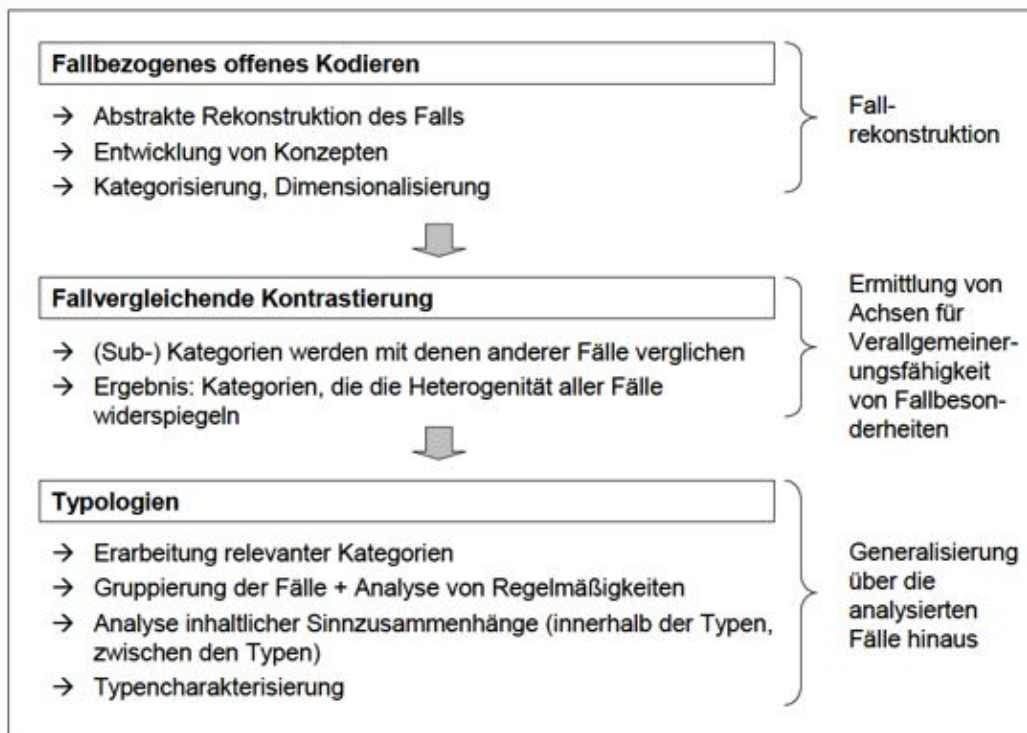 Fallbezogenes offenes Kodieren
→ Abstrakte Rekonstruktion des Falls
→ Entwicklung von Konzepten
→ Kategorisierung, Dimensionalisierung
Fall-
rekonstruktion
Fallvergleichende Kontrastierung
→ (Sub-) Kategorien werden mit denen anderer Fälle verglichen
→ Ergebnis: Kategorien, die die Heterogenität aller Fälle
widerspiegeln
Ermittlung von
Achsen für
Verallgemeiner-
ungsfähigkeit
von Fallbeson-
derheiten
Typologien
→ Erarbeitung relevanter Kategorien
→ Gruppierung der Fälle + Analyse von Regelmäßigkeiten
→ Analyse inhaltlicher Sinnzusammenhänge (innerhalb der Typen,
zwischen den Typen)
→ Typencharakterisierung
Generalisierung
über die
analysierten
Fälle hinaus